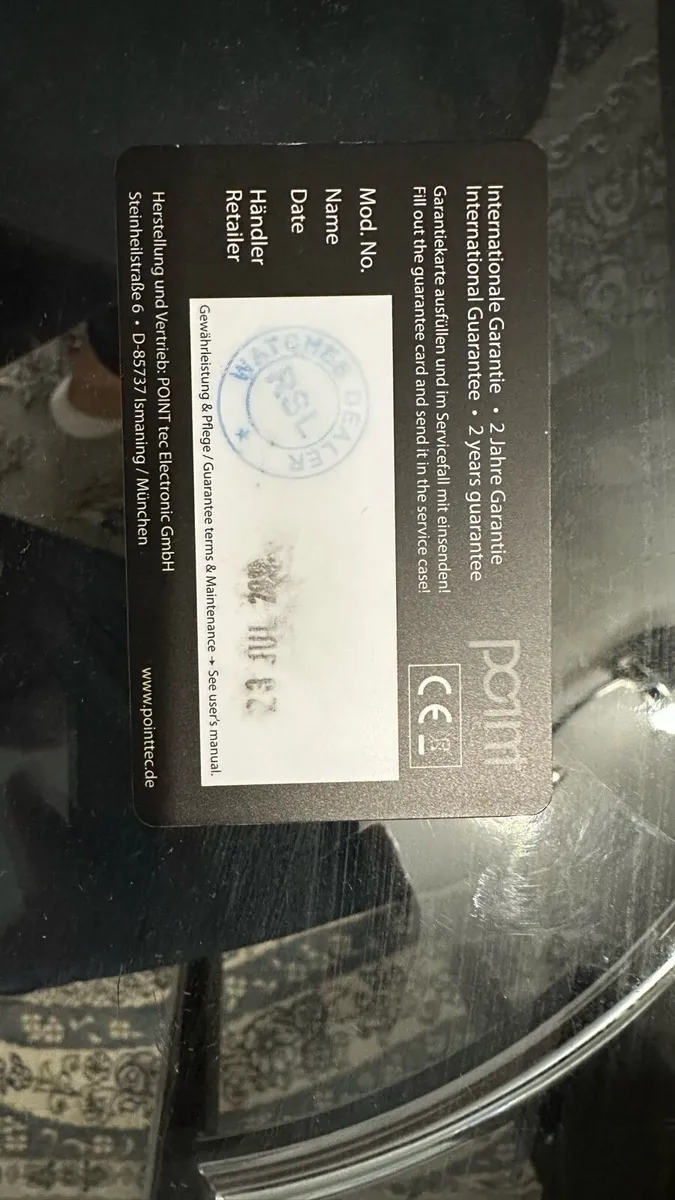 Internationale Garantie • 2 Jahre Garantie
International Guarantee • 2 years guarantee
point
Garantiekarte ausfüllen und im Servicefall mit einsenden!
Fill out the guarantee card and send it in the service case!
CE
Mod. No.
Name
Date
Händler
Retailer
WATCHES DEALER
RSL
Gewährleistung & Pflege / Guarantee terms & Maintenance → See user's manual.
Herstellung und Vertrieb: POINT tec Electronic GmbH
Steinheilstraße 6 • D-85737 Ismaning / München
www.pointtec.de